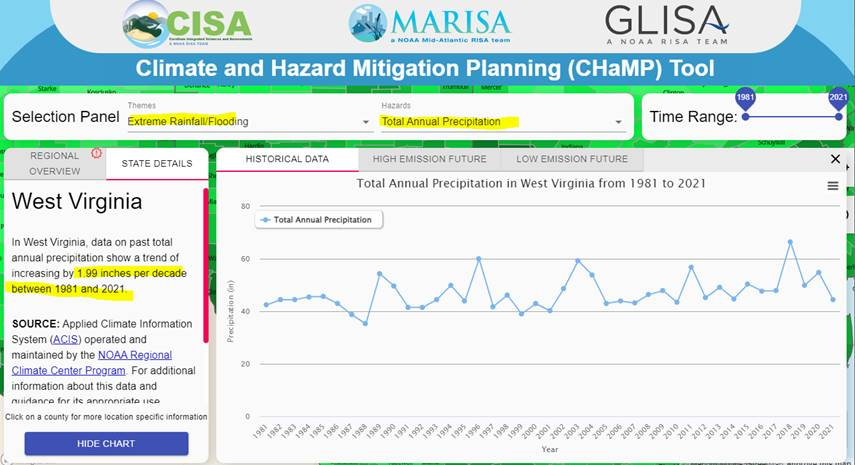 CISA
Carolinas Integrated Sciences and Assessments
A NOAA RISA TEAM
MARISA
a NOAA Mid-Atlantic RISA team
GLISA
A NOAA RISA TEAM
Climate and Hazard Mitigation Planning (CHaMP) Tool
Starke
Mercer
Selection Panel
Themes
Extreme Rainfall/Flooding
Hazards
Total Annual Precipitation
Time Range:
1981
2021
Clinton
Schuylkill
Hardin
REGIONAL OVERVIEW
STATE DETAILS
HISTORICAL DATA
HIGH EMISSION FUTURE
LOW EMISSION FUTURE
West Virginia
In West Virginia, data on past total
annual precipitation show a trend of
increasing by 1.99 inches per decade
between 1981 and 2021.
SOURCE: Applied Climate Information
System (ACIS) operated and
maintained by the NOAA Regional
Climate Center Program. For additional
information about this data and
guidance for its appropriate use
Click on a county for more location specific information
HIDE CHART
Total Annual Precipitation in West Virginia from 1981 to 2021
Total Annual Precipitation
Precipitation (in)
80
60
40
20
0
1981 1982 1983 1984 1985 1986 1987 1988 1989 1990 1991 1992 1993 1994 1995 1996 1997 1998 1999 2000 2001 2002 2003 2004 2005 2006 2007 2008 2009 2010 2011 2012 2013 2014 2015 2016 2017 2018 2019 2020 2021
Year